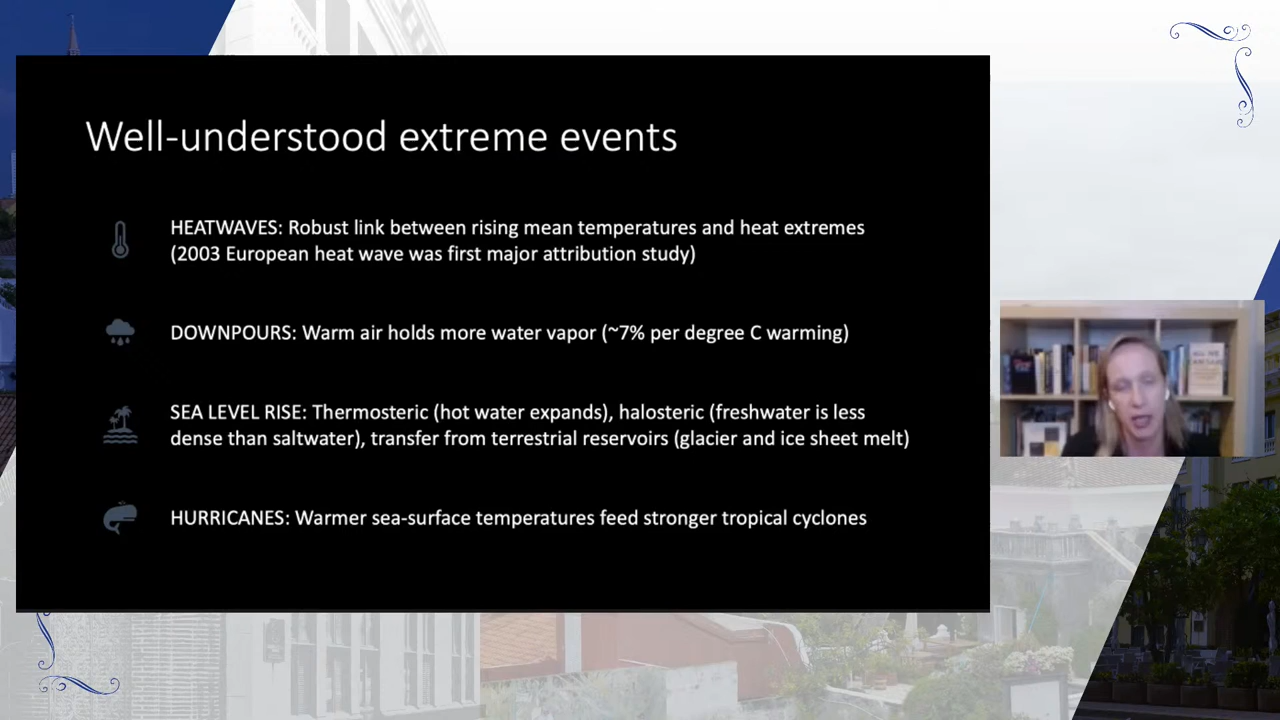 Well-understood extreme events
HEATWAVES: Robust link between rising mean temperatures and heat extremes
(2003 European heat wave was first major attribution study)
DOWNPOURS: Warm air holds more water vapor (~7% per degree C warming)
SEA LEVEL RISE: Thermosteric (hot water expands), halosteric (freshwater is less
dense than saltwater), transfer from terrestrial reservoirs (glacier and ice sheet melt)
HURRICANES: Warmer sea-surface temperatures feed stronger tropical cyclones